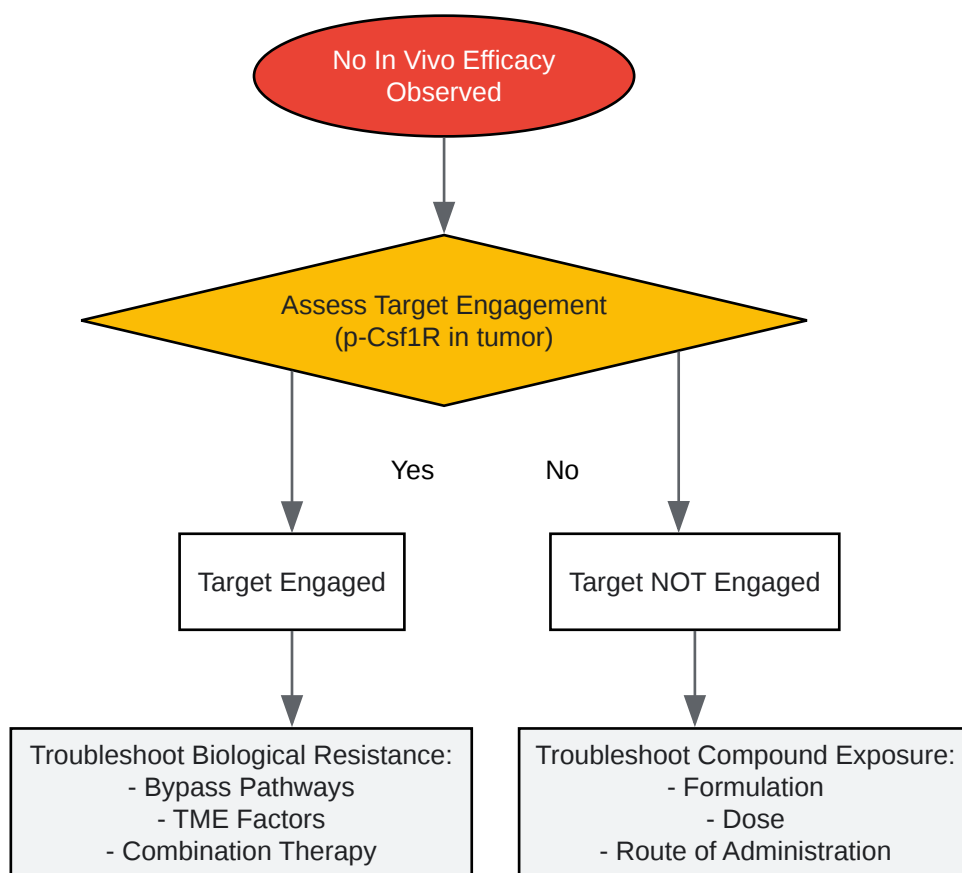 No In Vivo Efficacy
Observed
Assess Target Engagement
(p-Csf1R in tumor)
Yes
No
Target Engaged
Target NOT Engaged
Troubleshoot Biological Resistance:
- Bypass Pathways
- TME Factors
- Combination Therapy
Troubleshoot Compound Exposure:
- Formulation
- Dose
- Route of Administration